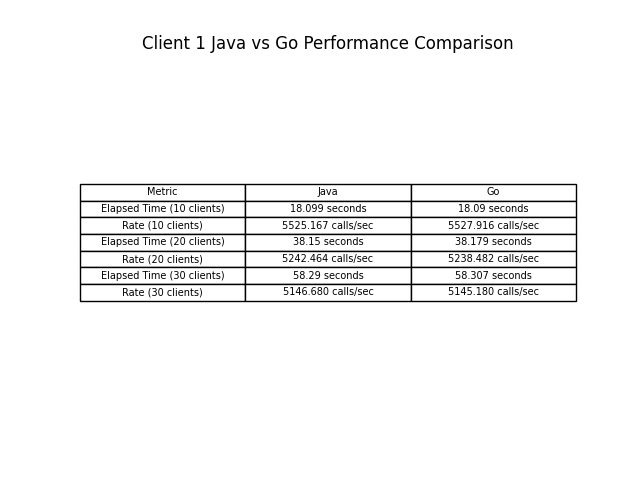 Client 1 Java vs Go Performance Comparison
Metric Java Go
Elapsed Time (10 clients) 18.099 seconds 18.09 seconds
Rate (10 clients) 5525.167 calls/sec 5527.916 calls/sec
Elapsed Time (20 clients) 38.15 seconds 38.179 seconds
Rate (20 clients) 5242.464 calls/sec 5238.482 calls/sec
Elapsed Time (30 clients) 58.29 seconds 58.307 seconds
Rate (30 clients) 5146.680 calls/sec 5145.180 calls/sec